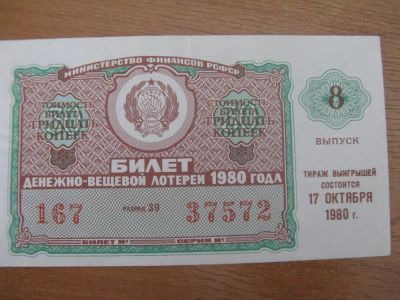 МИНИСТЕРСТВО ФИНАНСОВ РСФСР
СТОИМОСТЬ
БИЛЕТА
ТРИДЦАТЬ
КОПЕЕК
СТОИМОСТЬ
БИЛЕТА
ТРИДЦАТЬ
КОПЕЕК
БИЛЕТ
ДЕНЕЖНО-ВЕЩЕВОЙ ЛОТЕРЕИ 1980 ГОДА
167 РАЗРЯД 39 37572
БИЛЕТ № СЕРИЯ №
8
ВЫПУСК
ТИРАЖ ВЫИГРЫШЕЙ
СОСТОИТСЯ
17 ОКТЯБРЯ
1980 г.